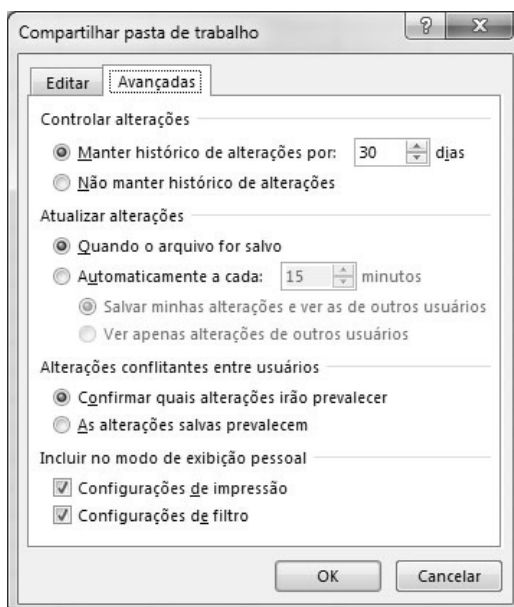 Compartilhar pasta de trabalho
Editar Avançadas
Controlar alterações
Manter histórico de alterações por: 30 dias
Não manter histórico de alterações
Atualizar alterações
Quando o arquivo for salvo
Automaticamente a cada: 15 minutos
Salvar minhas alterações e ver as de outros usuários
Ver apenas alterações de outros usuários
Alterações conflitantes entre usuários
Confirmar quais alterações irão prevalecer
As alterações salvas prevalecem
Incluir no modo de exibição pessoal
Configurações de impressão
Configurações de filtro
OK Cancelar